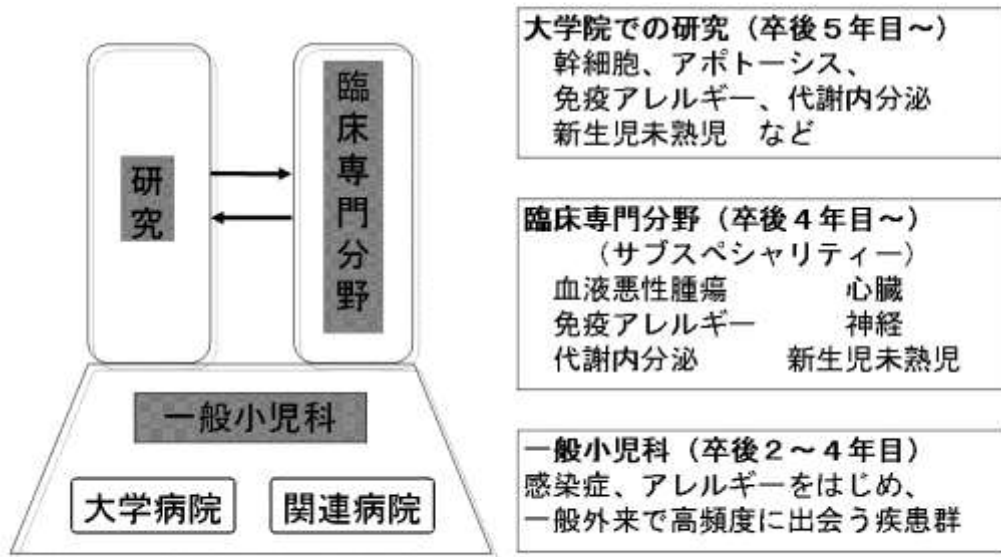 研究
臨床専門分野
一般小児科
大学病院
関連病院
大学院での研究（卒後５年目～）
幹細胞、アポトーシス、
免疫アレルギー、代謝内分泌
新生児未熟児　など
臨床専門分野（卒後４年目～）
（サブスペシャリティー）
血液悪性腫瘍　心臓
免疫アレルギー　神経
代謝内分泌　新生児未熟児
一般小児科（卒後２～４年目）
感染症、アレルギーをはじめ、
一般外来で高頻度に出会う疾患群